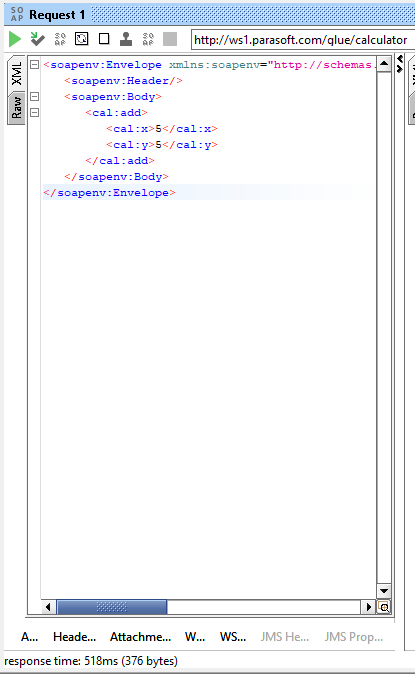 SO AP Request 1
SO AP SO AP
http://ws1.parasoft.com/glue/calculator
XML
Raw
<soapenv:Envelope xmlns:soapenv="http://schemas.
<soapenv:Header/>
<soapenv:Body>
<cal:add>
<cal:x>5</cal:x>
<cal:y>5</cal:y>
</cal:add>
</soapenv:Body>
</soapenv:Envelope>
A... Heade... Attachme... W... WS... JMS He... JMS Prop...
response time: 518ms (376 bytes)